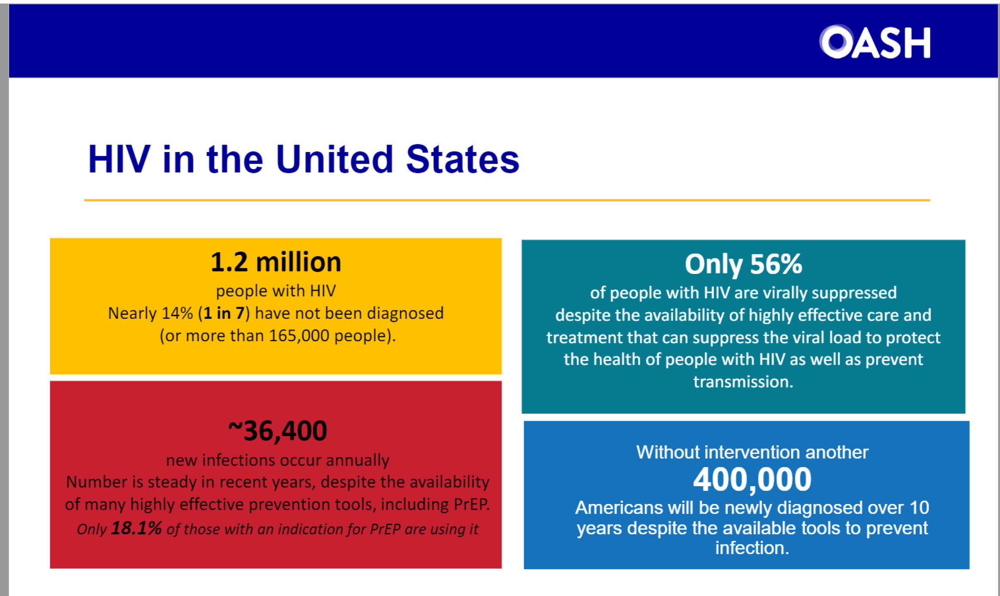 OASH
HIV in the United States
1.2 million
people with HIV
Nearly 14% (1 in 7) have not been diagnosed
(or more than 165,000 people).
~36,400
new infections occur annually
Number is steady in recent years, despite the availability
of many highly effective prevention tools, including PrEP.
Only 18.1% of those with an indication for PrEP are using it
Only 56%
of people with HIV are virally suppressed
despite the availability of highly effective care and
treatment that can suppress the viral load to protect
the health of people with HIV as well as prevent
transmission.
Without intervention another
400,000
Americans will be newly diagnosed over 10
years despite the available tools to prevent
infection.